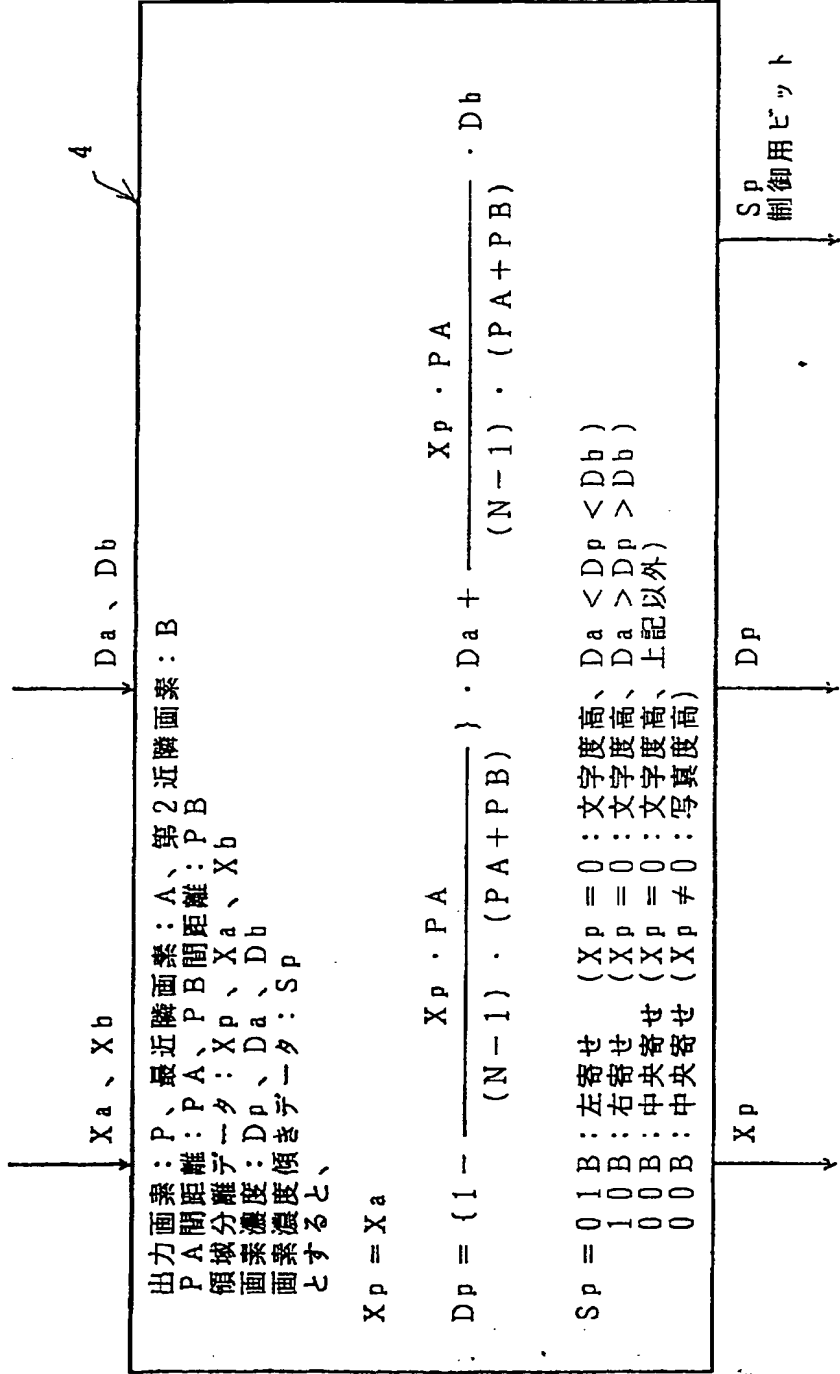 Xa、Xb
Da、Db
4
出力画素：P、最近隣画素：A、第2近隣画素：B
PA間距離：PA、PB間距離：PB
領域分離データ：Xp、Xa、Xb
画素濃度：Dp、Da、Db
画素濃度傾きデータ：Sp
とすると、
Xp＝Xa
Dp＝{1－ Xp・PA / (N－1)・(PA＋PB) }・Da＋ Xp・PA / (N－1)・(PA＋PB) ・Db
Sp＝01B：左寄せ (Xp＝0：文字度高、Da＜Dp＜Db)
10B：右寄せ (Xp＝0：文字度高、Da＞Dp＞Db)
00B：中央寄せ (Xp＝0：文字度高、上記以外)
00B：中央寄せ (Xp≠0：写真度高)
Xp
Dp
Sp
制御用ビット